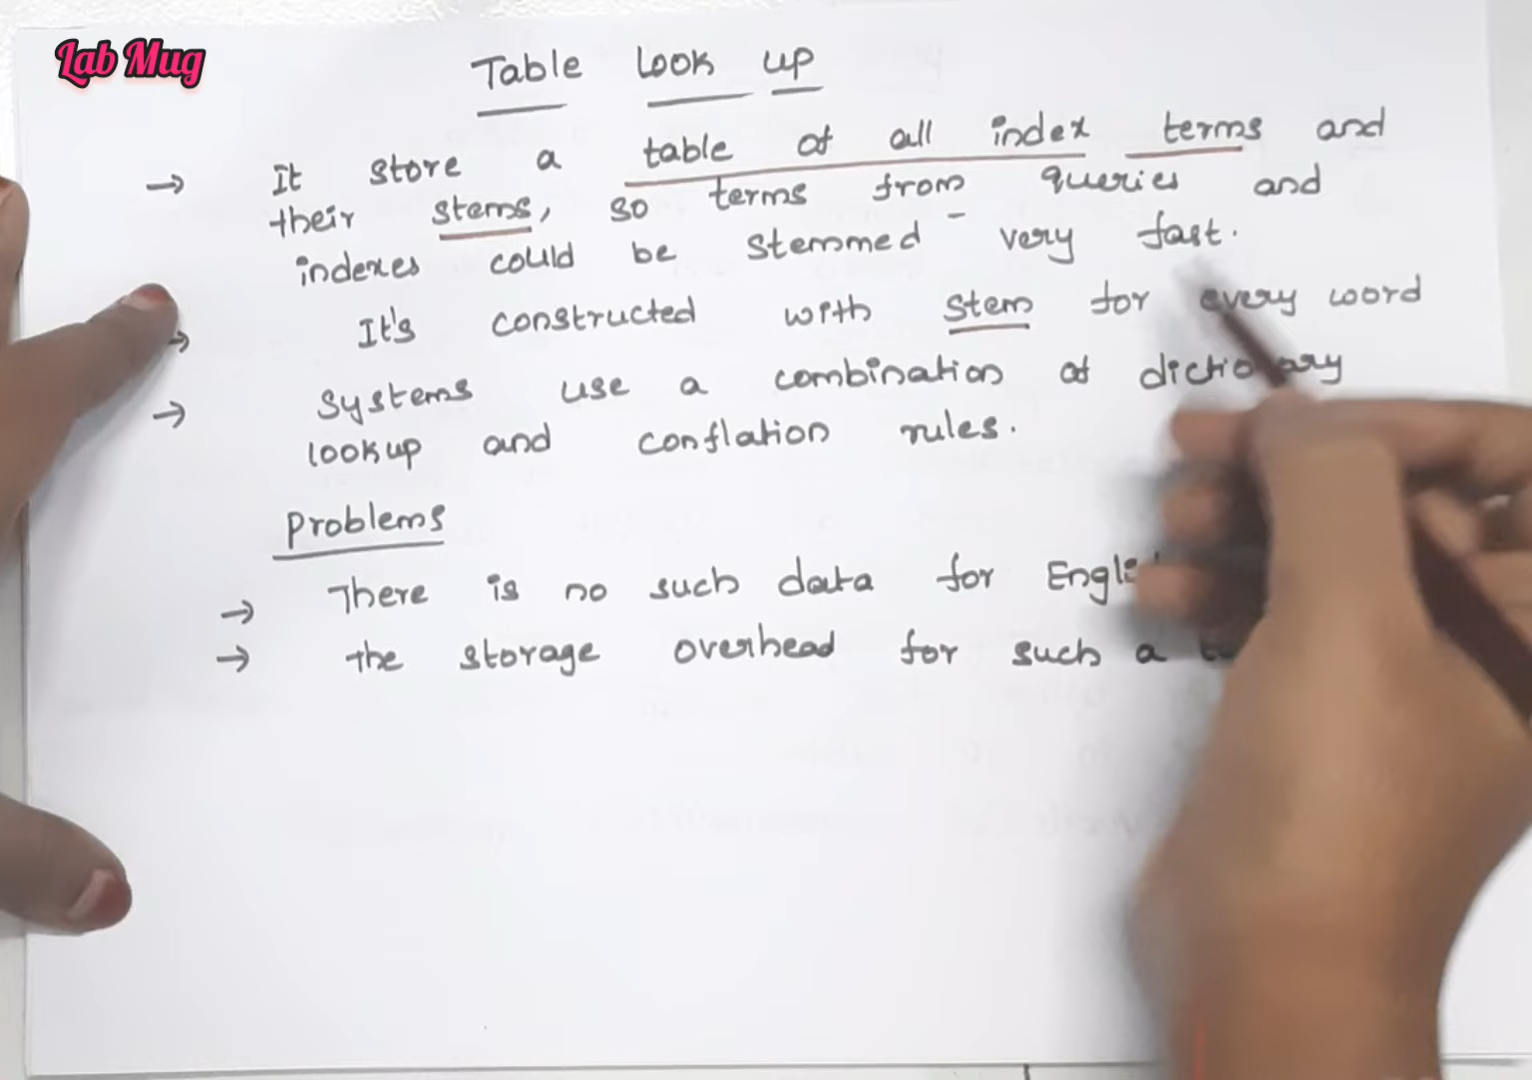 Lab Mug
Table Look up
→ It store a table of all index terms and
their stems, so terms from queries and
indexes could be stemmed very fast.
→ It's constructed with stem for every word
→ Systems use a combination of dictionary
lookup and conflation rules.
Problems
→ There is no such data for
→ the storage overhead for such a